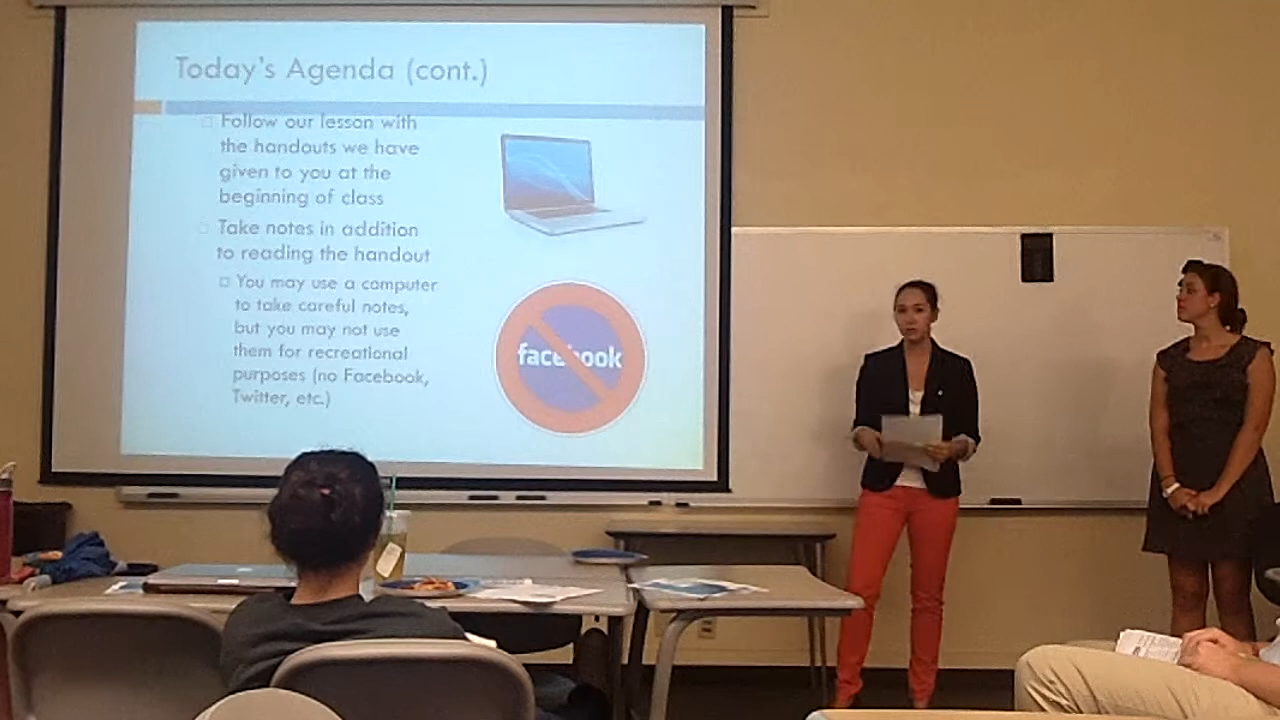 Today's Agenda (cont.)
Follow our lesson with
the handouts we have
given to you at the
beginning of class
Take notes in addition
to reading the handout
You may use a computer
to take careful notes,
but you may not use
them for recreational
purposes (no Facebook,
Twitter, etc.)
facebook